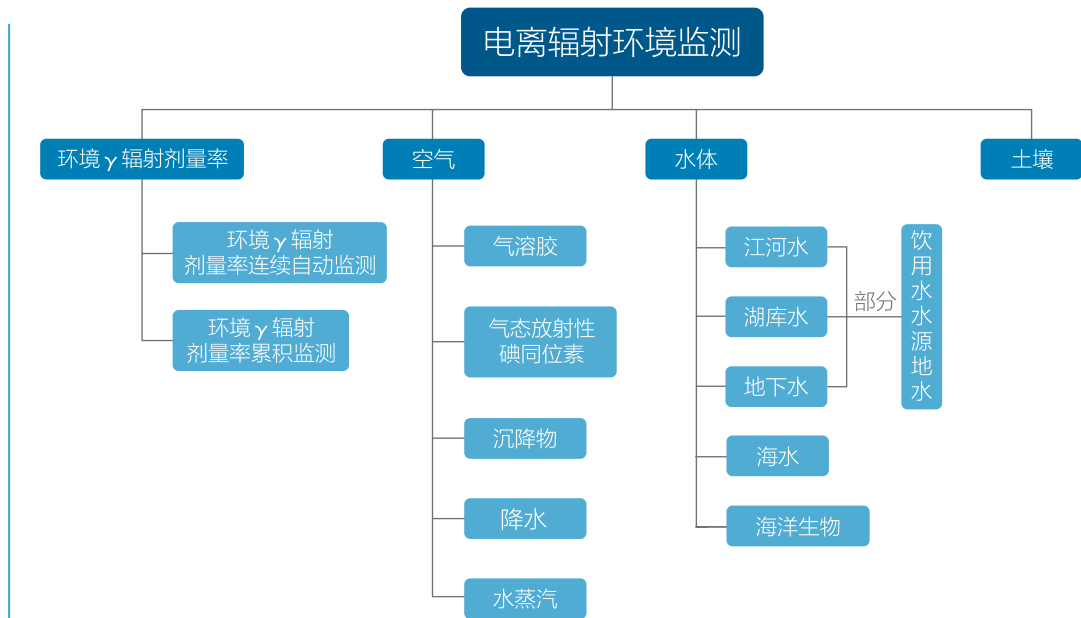 电离辐射环境监测
环境γ辐射剂量率
空气
水体
土壤
环境γ辐射
剂量率连续自动监测
环境γ辐射
剂量率累积监测
气溶胶
气态放射性
碘同位素
沉降物
降水
水蒸汽
江河水
湖库水
地下水
海水
海洋生物
部分
饮用水水源地水